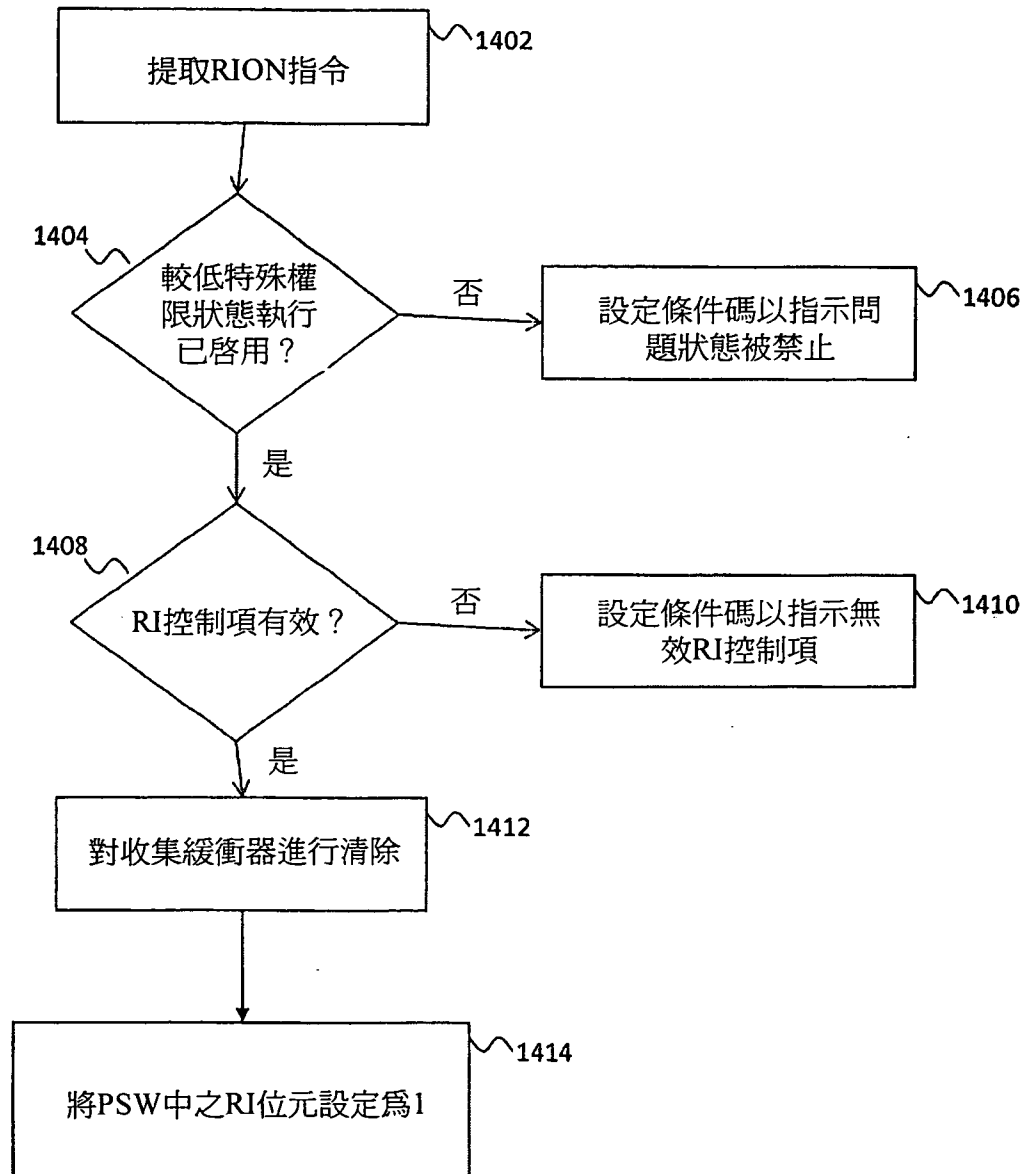 提取RION指令
1402
1404
較低特殊權
限狀態執行
已啓用？
否
設定條件碼以指示問
題狀態被禁止
1406
是
1408
RI控制項有效？
否
設定條件碼以指示無
效RI控制項
1410
是
對收集緩衝器進行清除
1412
將PSW中之RI位元設定爲1
1414